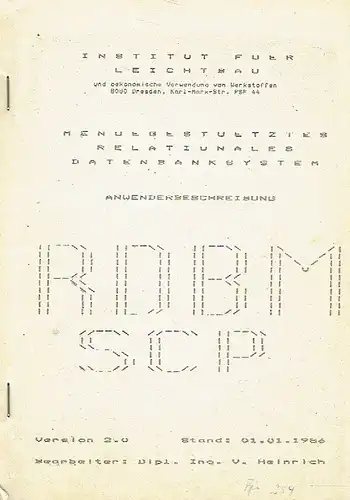 INSTITUT FUER
LEICHTBAU
und oekonomische Verwendung von Werkstoffen
8080 Dresden, Karl-Marx-Str. PSF 44
MENUEGESTUETZTES
RELATIONALES
DATENBANKSYSTEM
ANWENDERBESCHREIBUNG
RDBM
SCP
Version 2.0 Stand: 01.01.1986
Bearbeiter: Dipl. Ing. V. Heinrich